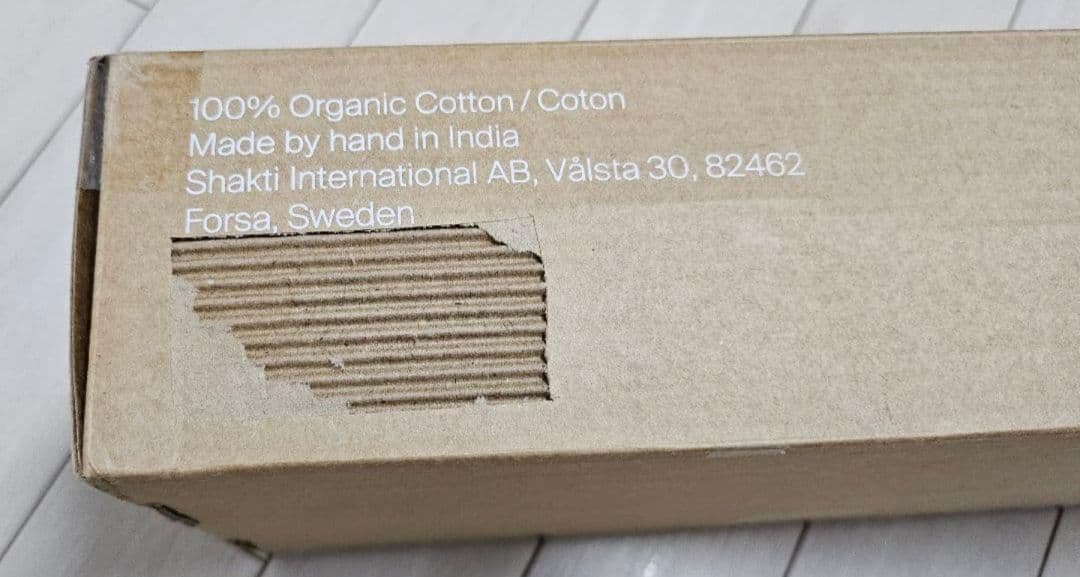 100% Organic Cotton / Coton
Made by hand in India
Shakti International AB, Vålsta 30, 82462
Forsa, Sweden